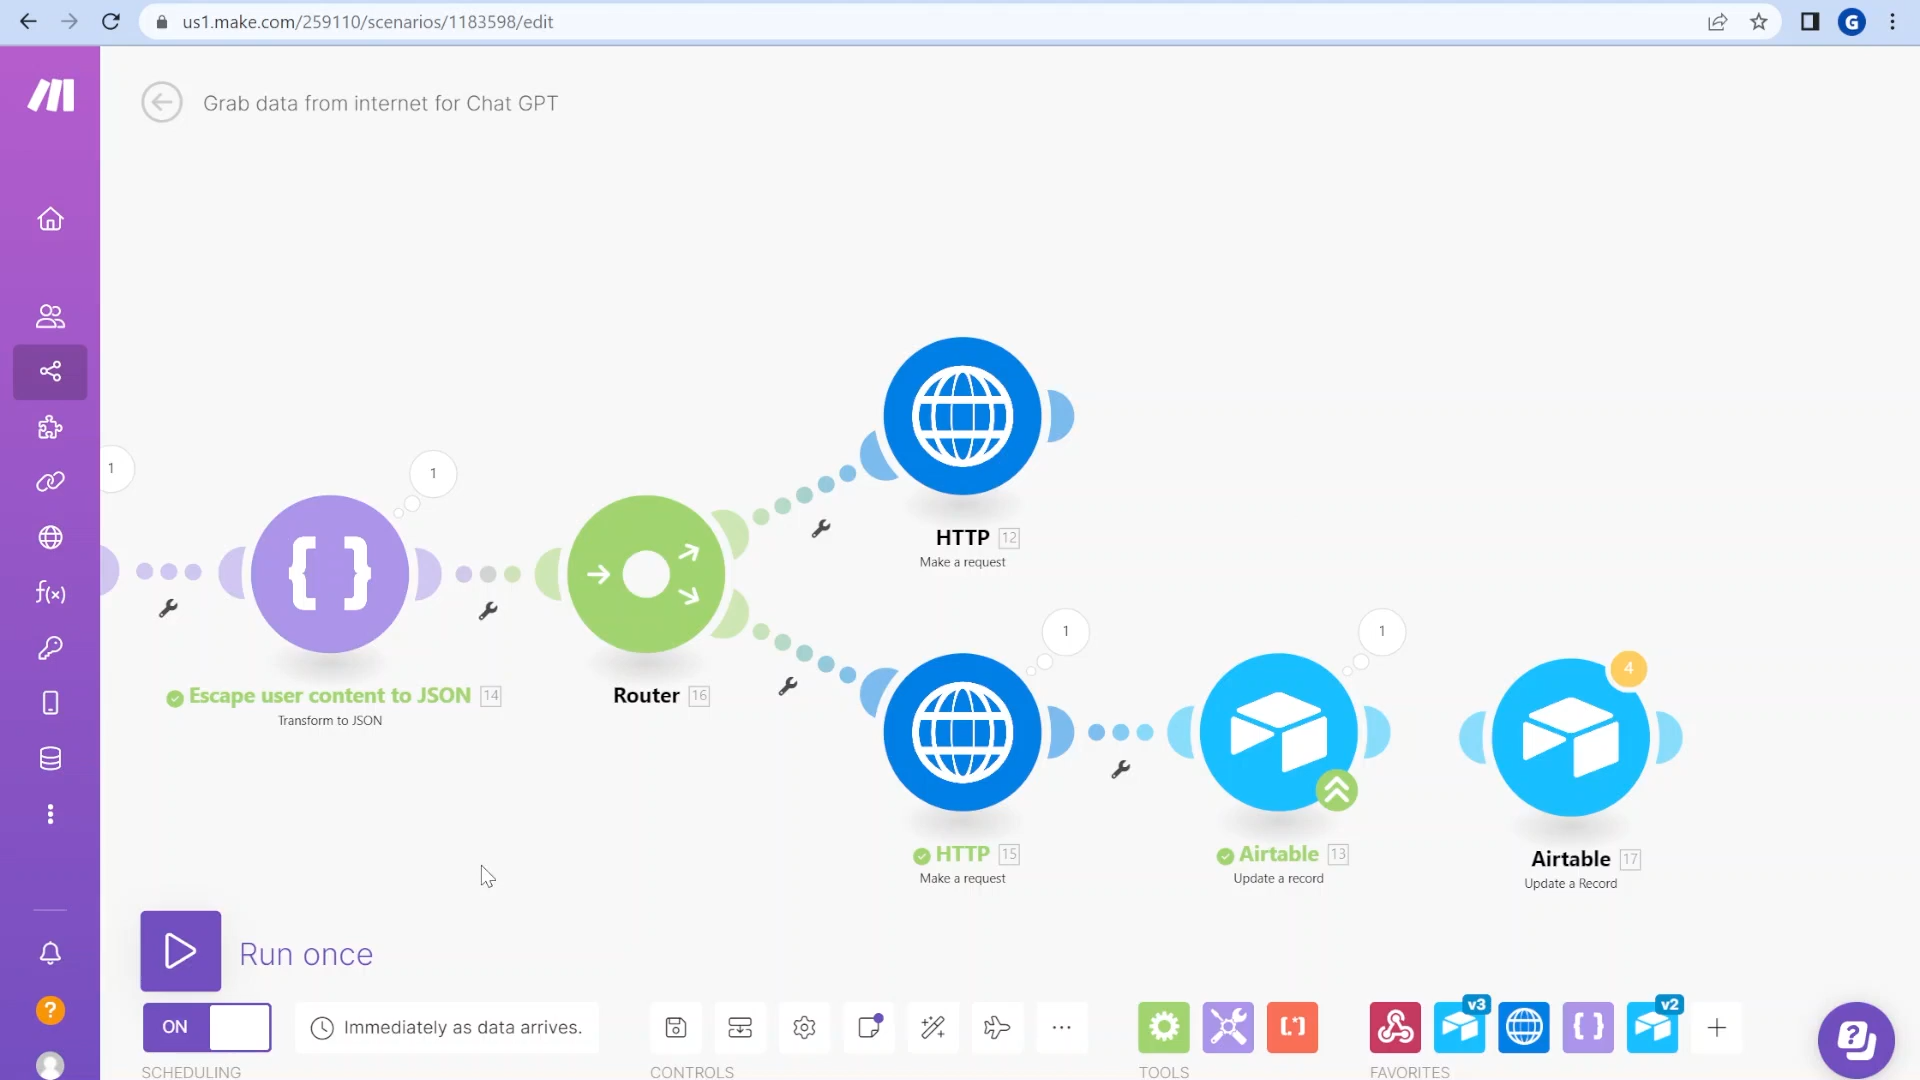 us1.make.com/259110/scenarios/1183598/edit
G
Grab data from internet for Chat GPT
1
1
Escape user content to JSON 14
Transform to JSON
Router 16
HTTP 12
Make a request
1
HTTP 15
Make a request
1
Airtable 13
Update a record
4
Airtable 17
Update a Record
f(x)
?
Run once
ON
Immediately as data arrives.
v3
v2
SCHEDULING
CONTROLS
TOOLS
FAVORITES